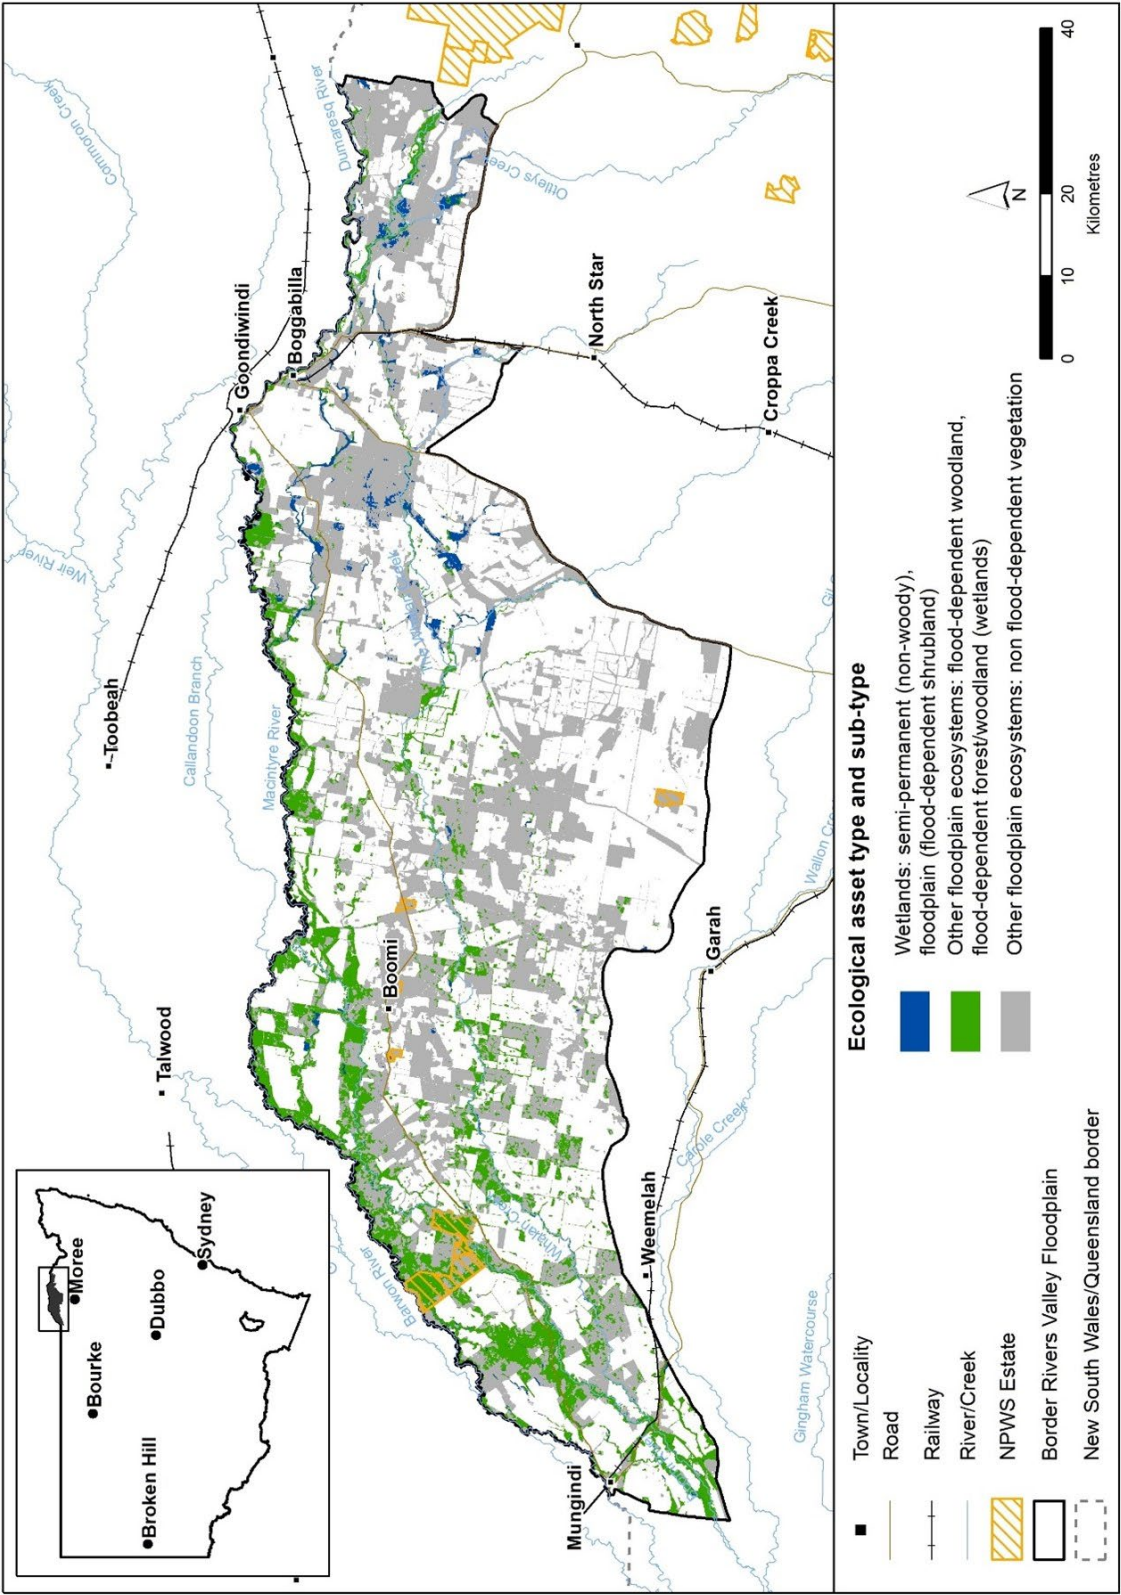 Broken Hill
Bourke
Dubbo
Moree
Sydney
Talwood
Toobeah
Goondiwindi
Boggabilla
North Star
Croppa Creek
Boomi
Garah
Weemelah
Mungindi
Commoron Creek
Weir River
Dumaresq River
Ottleys Creek
Callandoon Branch
Macintyre River
Barwon River
Whalan Creek
Carole Creek
Gingham Watercourse
Wallon Cre
Town/Locality
Road
Railway
River/Creek
NPWS Estate
Border Rivers Valley Floodplain
New South Wales/Queensland border
Ecological asset type and sub-type
Wetlands: semi-permanent (non-woody),
floodplain (flood-dependent shrubland)
Other floodplain ecosystems: flood-dependent woodland,
flood-dependent forest/woodland (wetlands)
Other floodplain ecosystems: non flood-dependent vegetation
N
0 10 20 40
Kilometres